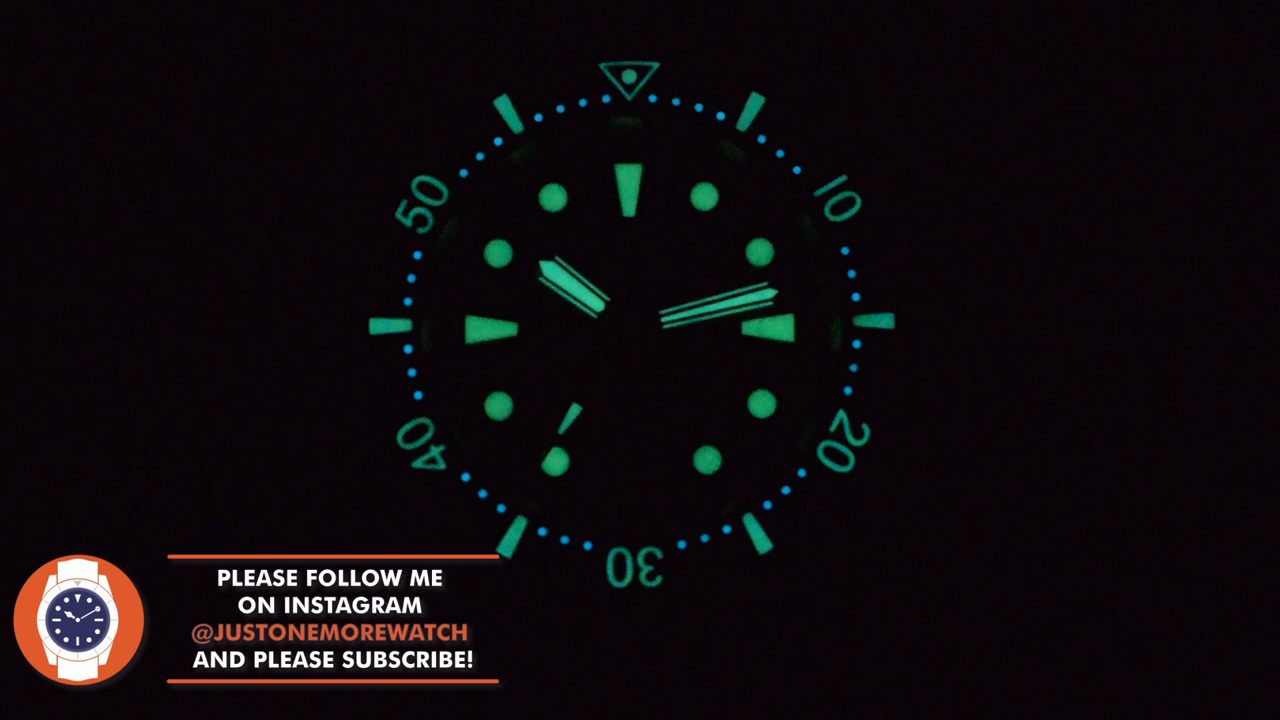 10
20
30
40
50
PLEASE FOLLOW ME
ON INSTAGRAM
@JUSTONEMOREWATCH
AND PLEASE SUBSCRIBE!